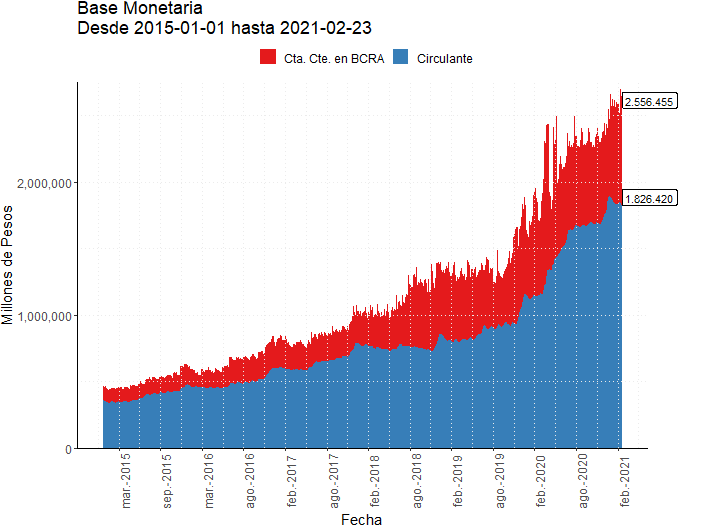 Base Monetaria
Desde 2015-01-01 hasta 2021-02-23
Cta. Cte. en BCRA
Circulante
2.556.455
2,000,000
1.826.420
1,000,000
0
Millones de Pesos
mar.-2015
sep.-2015
mar.-2016
ago.-2016
feb.-2017
ago.-2017
feb.-2018
ago.-2018
feb.-2019
ago.-2019
feb.-2020
ago.-2020
feb.-2021
Fecha